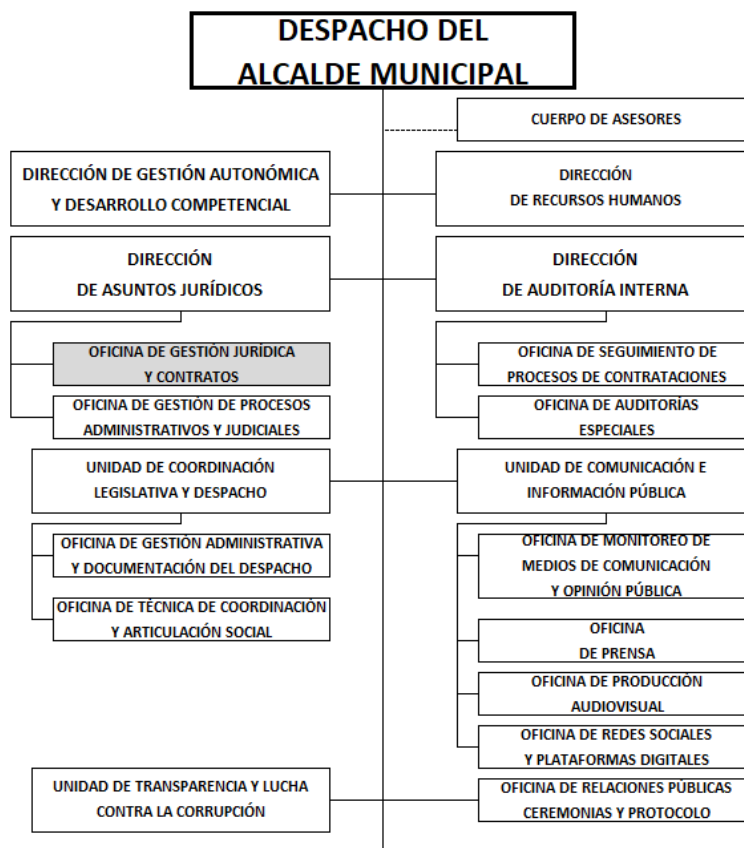 DESPACHO DEL
ALCALDE MUNICIPAL
CUERPO DE ASESORES
DIRECCIÓN DE GESTIÓN AUTONÓMICA
Y DESARROLLO COMPETENCIAL
DIRECCIÓN
DE RECURSOS HUMANOS
DIRECCIÓN
DE ASUNTOS JURÍDICOS
DIRECCIÓN
DE AUDITORÍA INTERNA
OFICINA DE GESTIÓN JURÍDICA
Y CONTRATOS
OFICINA DE SEGUIMIENTO DE
PROCESOS DE CONTRATACIONES
OFICINA DE GESTIÓN DE PROCESOS
ADMINISTRATIVOS Y JUDICIALES
OFICINA DE AUDITORÍAS
ESPECIALES
UNIDAD DE COORDINACIÓN
LEGISLATIVA Y DESPACHO
UNIDAD DE COMUNICACIÓN E
INFORMACIÓN PÚBLICA
OFICINA DE GESTIÓN ADMINISTRATIVA
Y DOCUMENTACIÓN DEL DESPACHO
OFICINA DE MONITOREO DE
MEDIOS DE COMUNICACIÓN
Y OPINIÓN PÚBLICA
OFICINA DE TÉCNICA DE COORDINACIÓN
Y ARTICULACIÓN SOCIAL
OFICINA
DE PRENSA
OFICINA DE PRODUCCIÓN
AUDIOVISUAL
OFICINA DE REDES SOCIALES
Y PLATAFORMAS DIGITALES
UNIDAD DE TRANSPARENCIA Y LUCHA
CONTRA LA CORRUPCIÓN
OFICINA DE RELACIONES PÚBLICAS
CEREMONIAS Y PROTOCOLO